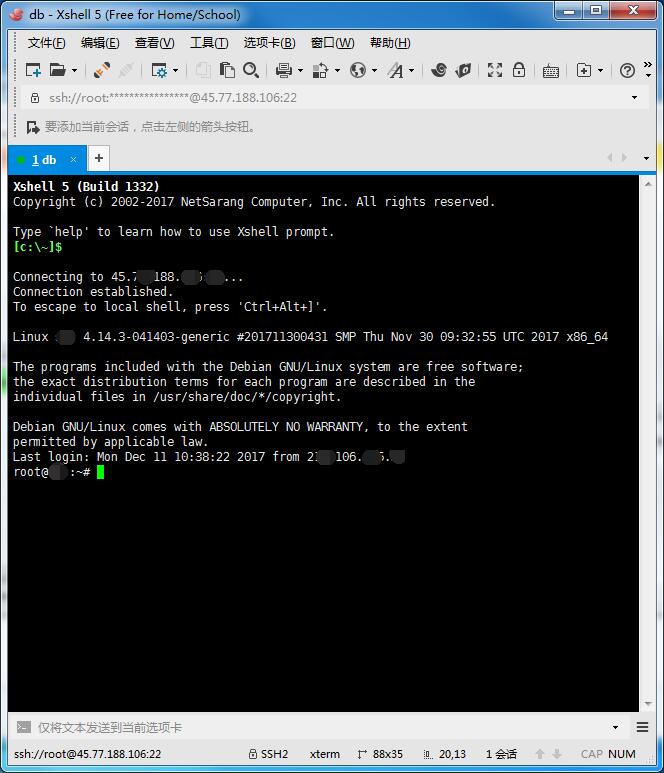 db - Xshell 5 (Free for Home/School)
文件(F) 编辑(E) 查看(V) 工具(T) 选项卡(B) 窗口(W) 帮助(H)
ssh://root:****************@45.77.188.106:22
要添加当前会话，点击左侧的箭头按钮。
1 db
Xshell 5 (Build 1332)
Copyright (c) 2002-2017 NetSarang Computer, Inc. All rights reserved.
Type `help' to learn how to use Xshell prompt.
[c:\~]$
Connecting to 45.7 188. ...
Connection established.
To escape to local shell, press 'Ctrl+Alt+]'.
Linux 4.14.3-041403-generic #201711300431 SMP Thu Nov 30 09:32:55 UTC 2017 x86_64
The programs included with the Debian GNU/Linux system are free software;
the exact distribution terms for each program are described in the
individual files in /usr/share/doc/*/copyright.
Debian GNU/Linux comes with ABSOLUTELY NO WARRANTY, to the extent
permitted by applicable law.
Last login: Mon Dec 11 10:38:22 2017 from 106.
root@ :~#
仅将文本发送到当前选项卡
ssh://root@45.77.188.106:22 SSH2 xterm 88x35 20,13 1 会话 CAP NUM